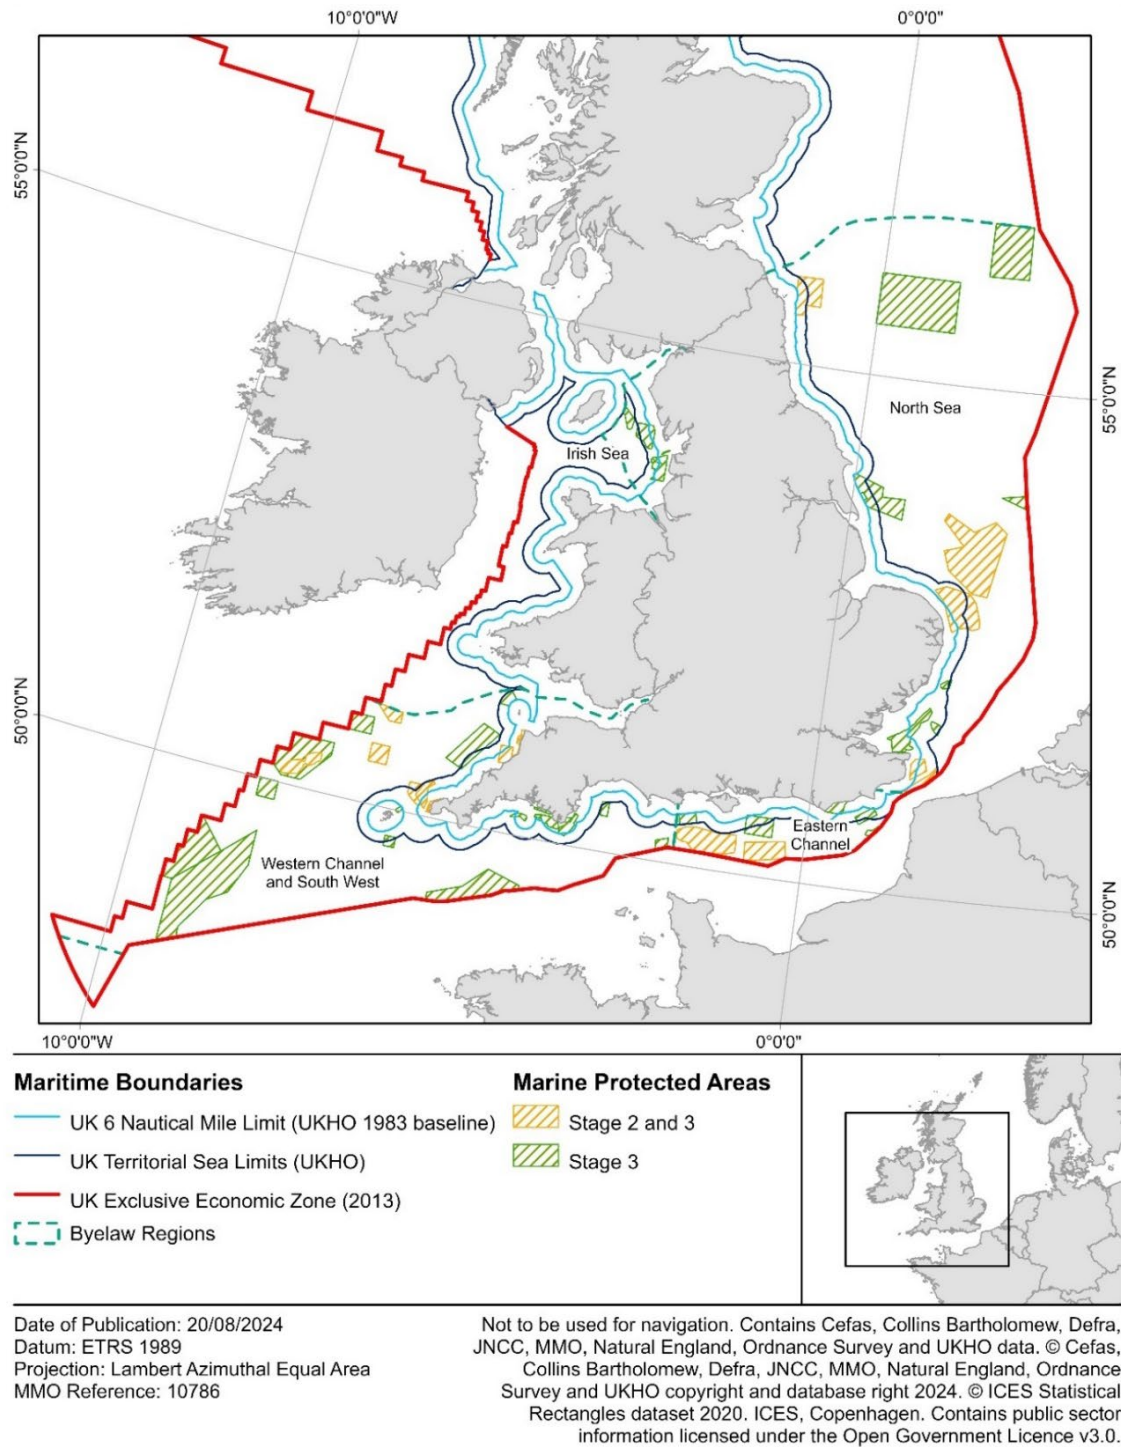 10°0'0"W
0°0'0"
55°0'0"N
55°0'0"N
North Sea
Irish Sea
50°0'0"N
Eastern
Channel
Western Channel
and South West
50°0'0"N
10°0'0"W
0°0'0"
Maritime Boundaries
UK 6 Nautical Mile Limit (UKHO 1983 baseline)
UK Territorial Sea Limits (UKHO)
UK Exclusive Economic Zone (2013)
Byelaw Regions
Marine Protected Areas
Stage 2 and 3
Stage 3
Date of Publication: 20/08/2024
Datum: ETRS 1989
Projection: Lambert Azimuthal Equal Area
MMO Reference: 10786
Not to be used for navigation. Contains Cefas, Collins Bartholomew, Defra,
JNCC, MMO, Natural England, Ordnance Survey and UKHO data. © Cefas,
Collins Bartholomew, Defra, JNCC, MMO, Natural England, Ordnance
Survey and UKHO copyright and database right 2024. © ICES Statistical
Rectangles dataset 2020. ICES, Copenhagen. Contains public sector
information licensed under the Open Government Licence v3.0.